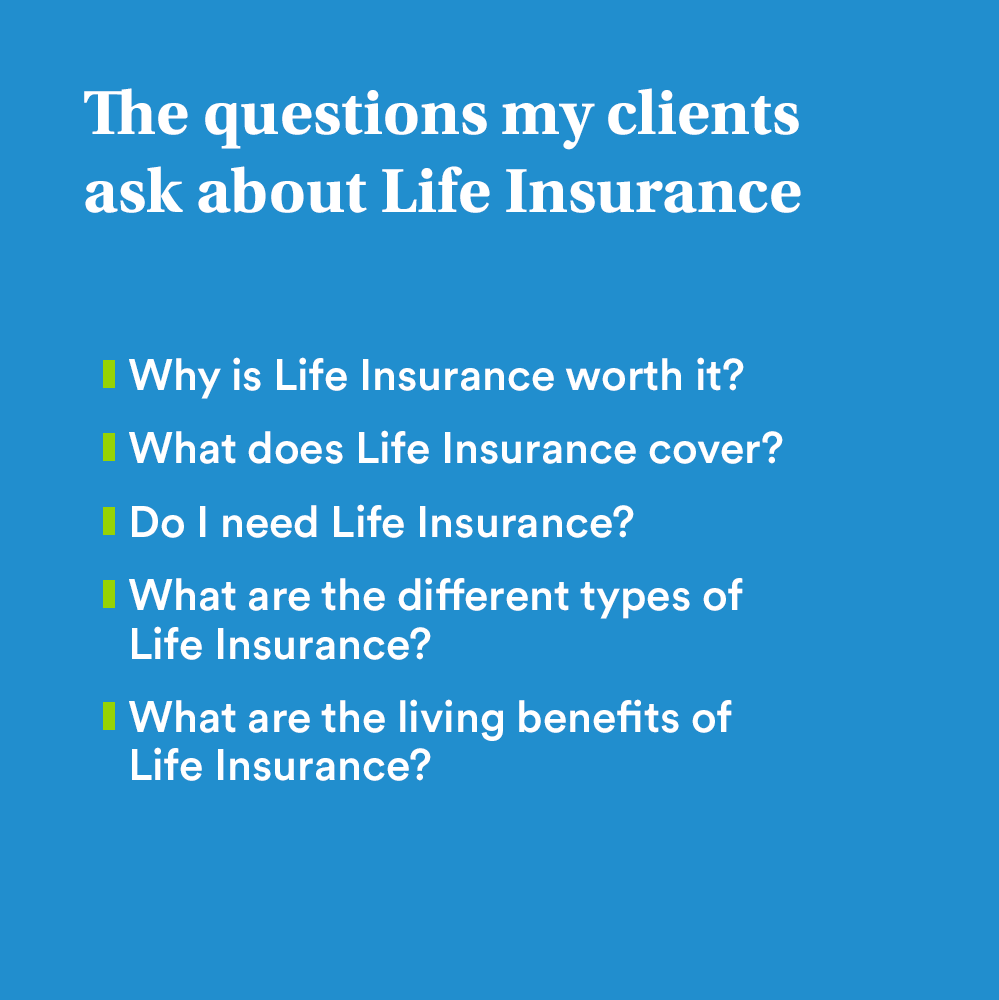 The questions my clients
ask about Life Insurance
Why is Life Insurance worth it?
What does Life Insurance cover?
Do I need Life Insurance?
What are the different types of
Life Insurance?
What are the living benefits of
Life Insurance?